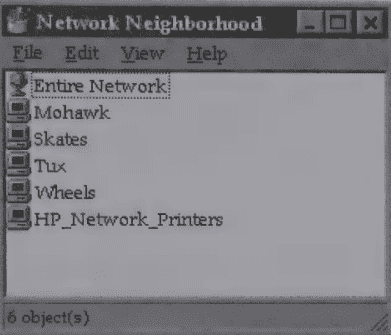 Network Neighborhood
File Edit View Help
Entire Network
Mohawk
Skates
Tux
Wheels
HP_Network_Printers
6 object(s)